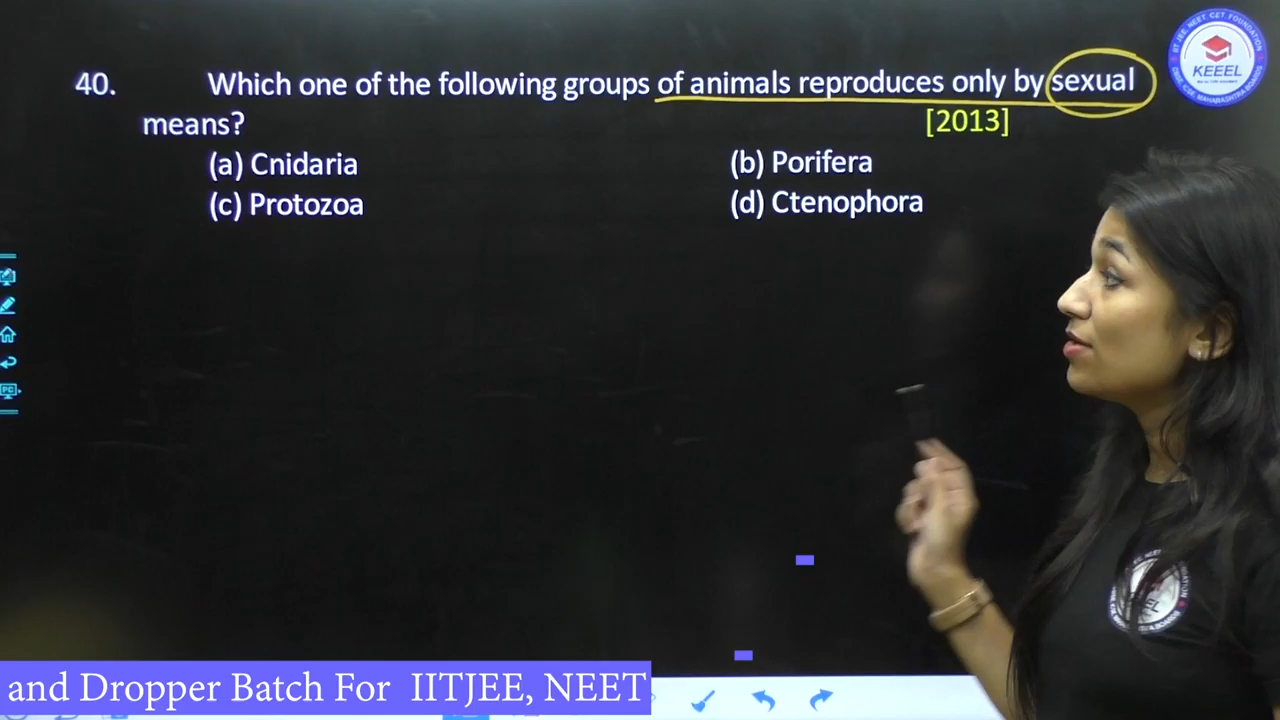 40. Which one of the following groups of animals reproduces only by sexual
means? [2013]
(a) Cnidaria (b) Porifera
(c) Protozoa (d) Ctenophora
KEEEL
and Dropper Batch For IITJEE, NEET